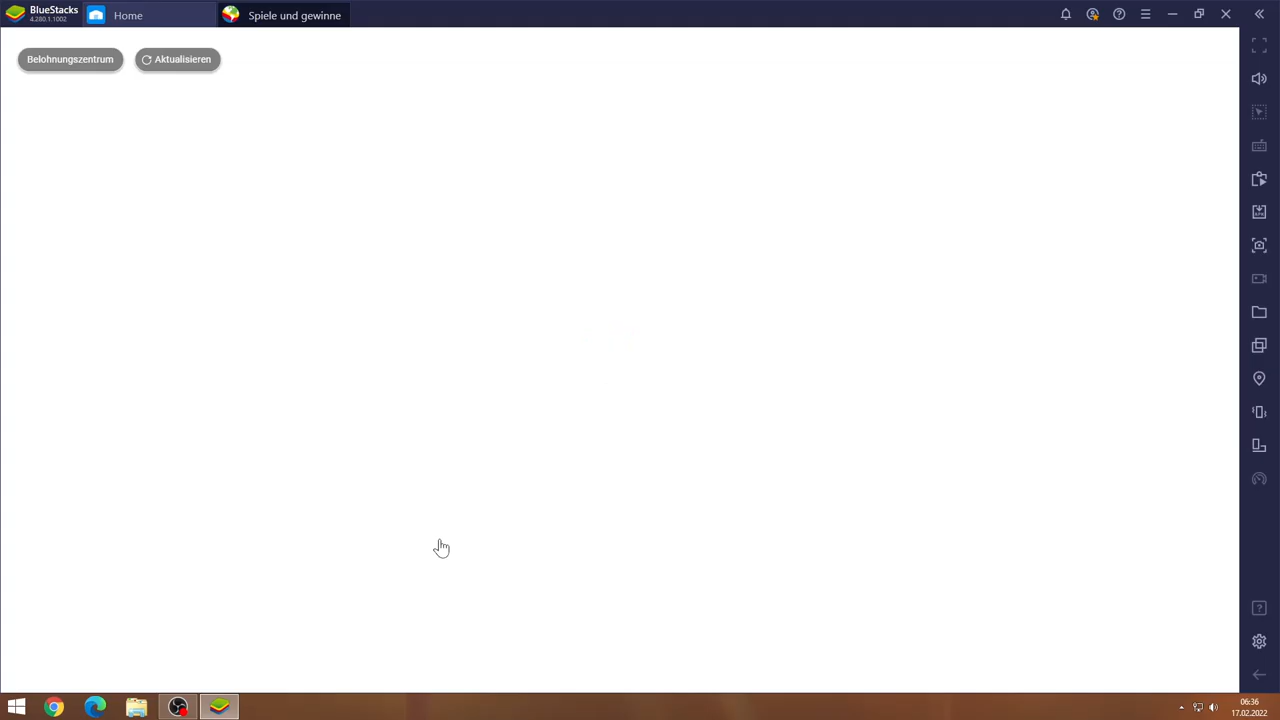 BlueStacks
4.280.1.1002
Home
Spiele und gewinne
Belohnungszentrum
Aktualisieren
06:36
17.02.2022